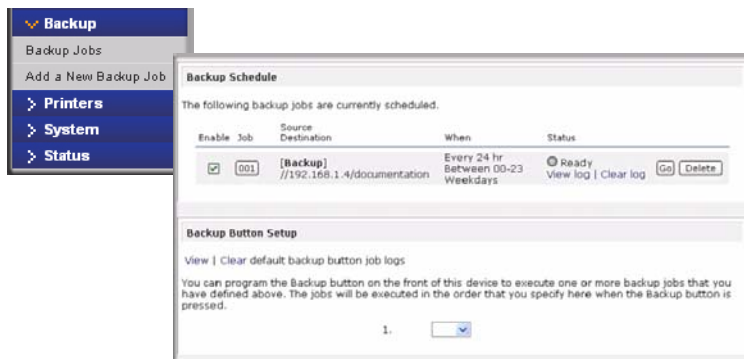 Backup
Backup Jobs
Add a New Backup Job
Printers
System
Status
Backup Schedule
The following backup jobs are currently scheduled.
Enable Job Source Destination When Status
001 [Backup] //192.168.1.4/documentation Every 24 hr Between 00-23 Weekdays Ready View log | Clear log Go Delete
Backup Button Setup
View | Clear default backup button job logs
You can program the Backup button on the front of this device to execute one or more backup jobs that you
have defined above. The jobs will be executed in the order that you specify here when the Backup button is
pressed.
1.